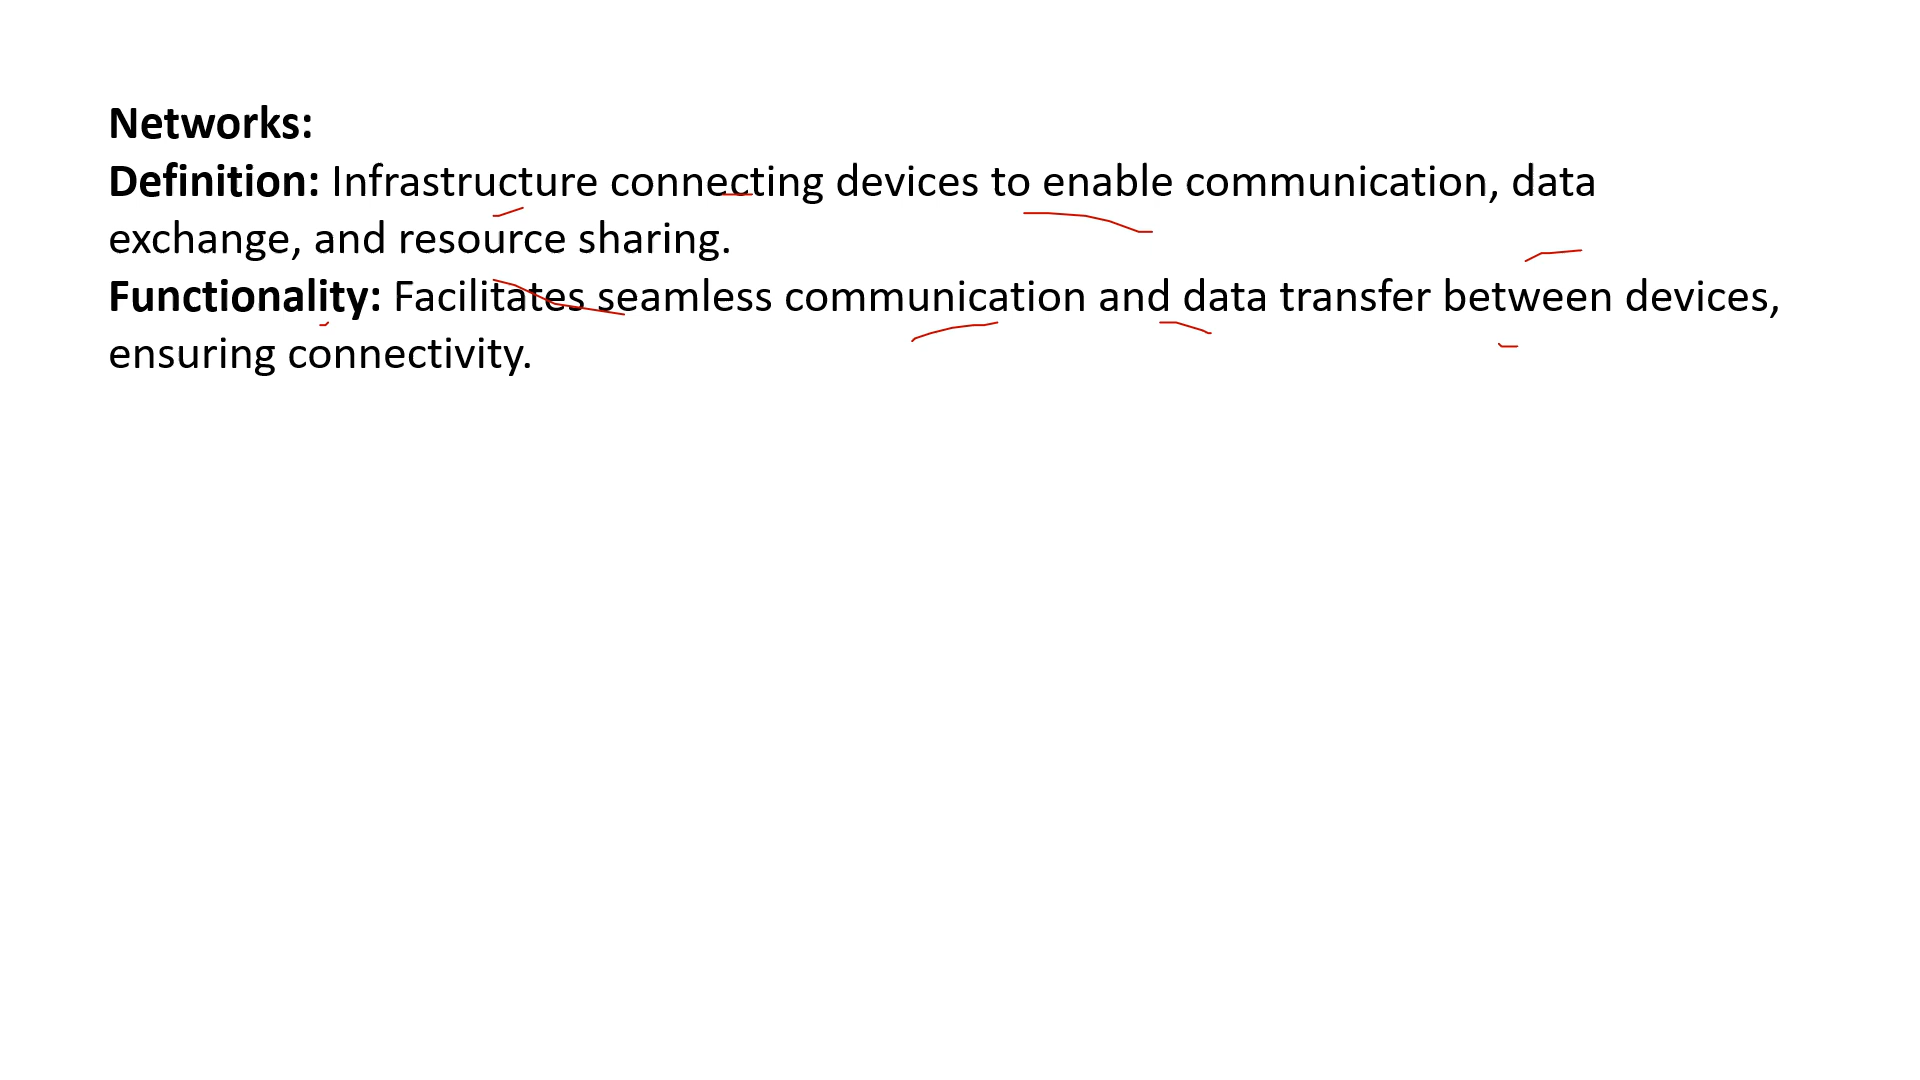 Networks:
Definition: Infrastructure connecting devices to enable communication, data
exchange, and resource sharing.
Functionality: Facilitates seamless communication and data transfer between devices,
ensuring connectivity.